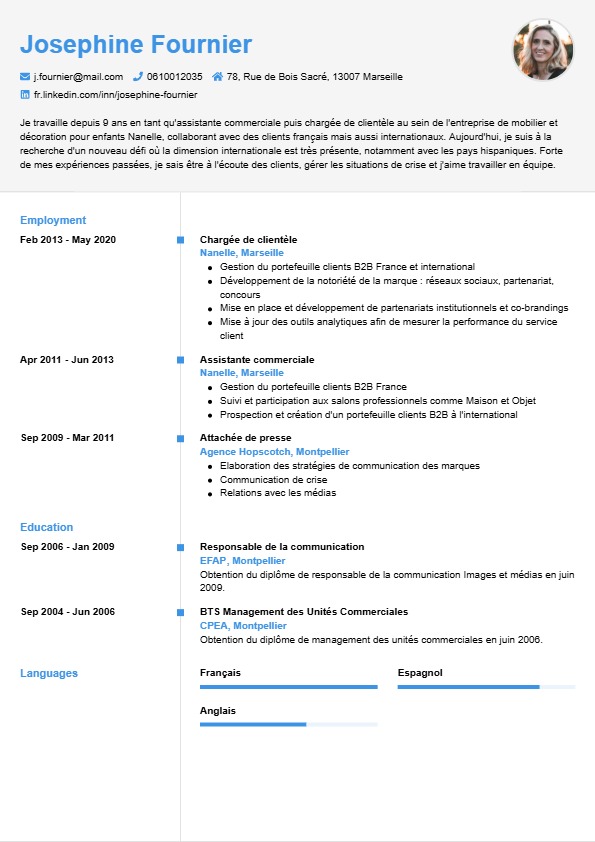 Josephine Fournier
j.fournier@mail.com 0610012035 78, Rue de Bois Sacré, 13007 Marseille
fr.linkedin.com/inn/josephine-fournier
Je travaille depuis 9 ans en tant qu'assistante commerciale puis chargée de clientèle au sein de l'entreprise de mobilier et
décoration pour enfants Nanelle, collaborant avec des clients français mais aussi internationaux. Aujourd'hui, je suis à la
recherche d'un nouveau défi où la dimension internationale est très présente, notamment avec les pays hispaniques. Forte
de mes expériences passées, je sais être à l'écoute des clients, gérer les situations de crise et j'aime travailler en équipe.
Employment
Feb 2013 - May 2020
Chargée de clientèle
Nanelle, Marseille
Gestion du portefeuille clients B2B France et international
Développement de la notoriété de la marque : réseaux sociaux, partenariat,
concours
Mise en place et développement de partenariats institutionnels et co-brandings
Mise à jour des outils analytiques afin de mesurer la performance du service
client
Apr 2011 - Jun 2013
Assistante commerciale
Nanelle, Marseille
Gestion du portefeuille clients B2B France
Suivi et participation aux salons professionnels comme Maison et Objet
Prospection et création d'un portefeuille clients B2B à l'international
Sep 2009 - Mar 2011
Attachée de presse
Agence Hopscotch, Montpellier
Elaboration des stratégies de communication des marques
Communication de crise
Relations avec les médias
Education
Sep 2006 - Jan 2009
Responsable de la communication
EFAP, Montpellier
Obtention du diplôme de responsable de la communication Images et médias en juin
2009.
Sep 2004 - Jun 2006
BTS Management des Unités Commerciales
CPEA, Montpellier
Obtention du diplôme de management des unités commerciales en juin 2006.
Languages
Français
Espagnol
Anglais